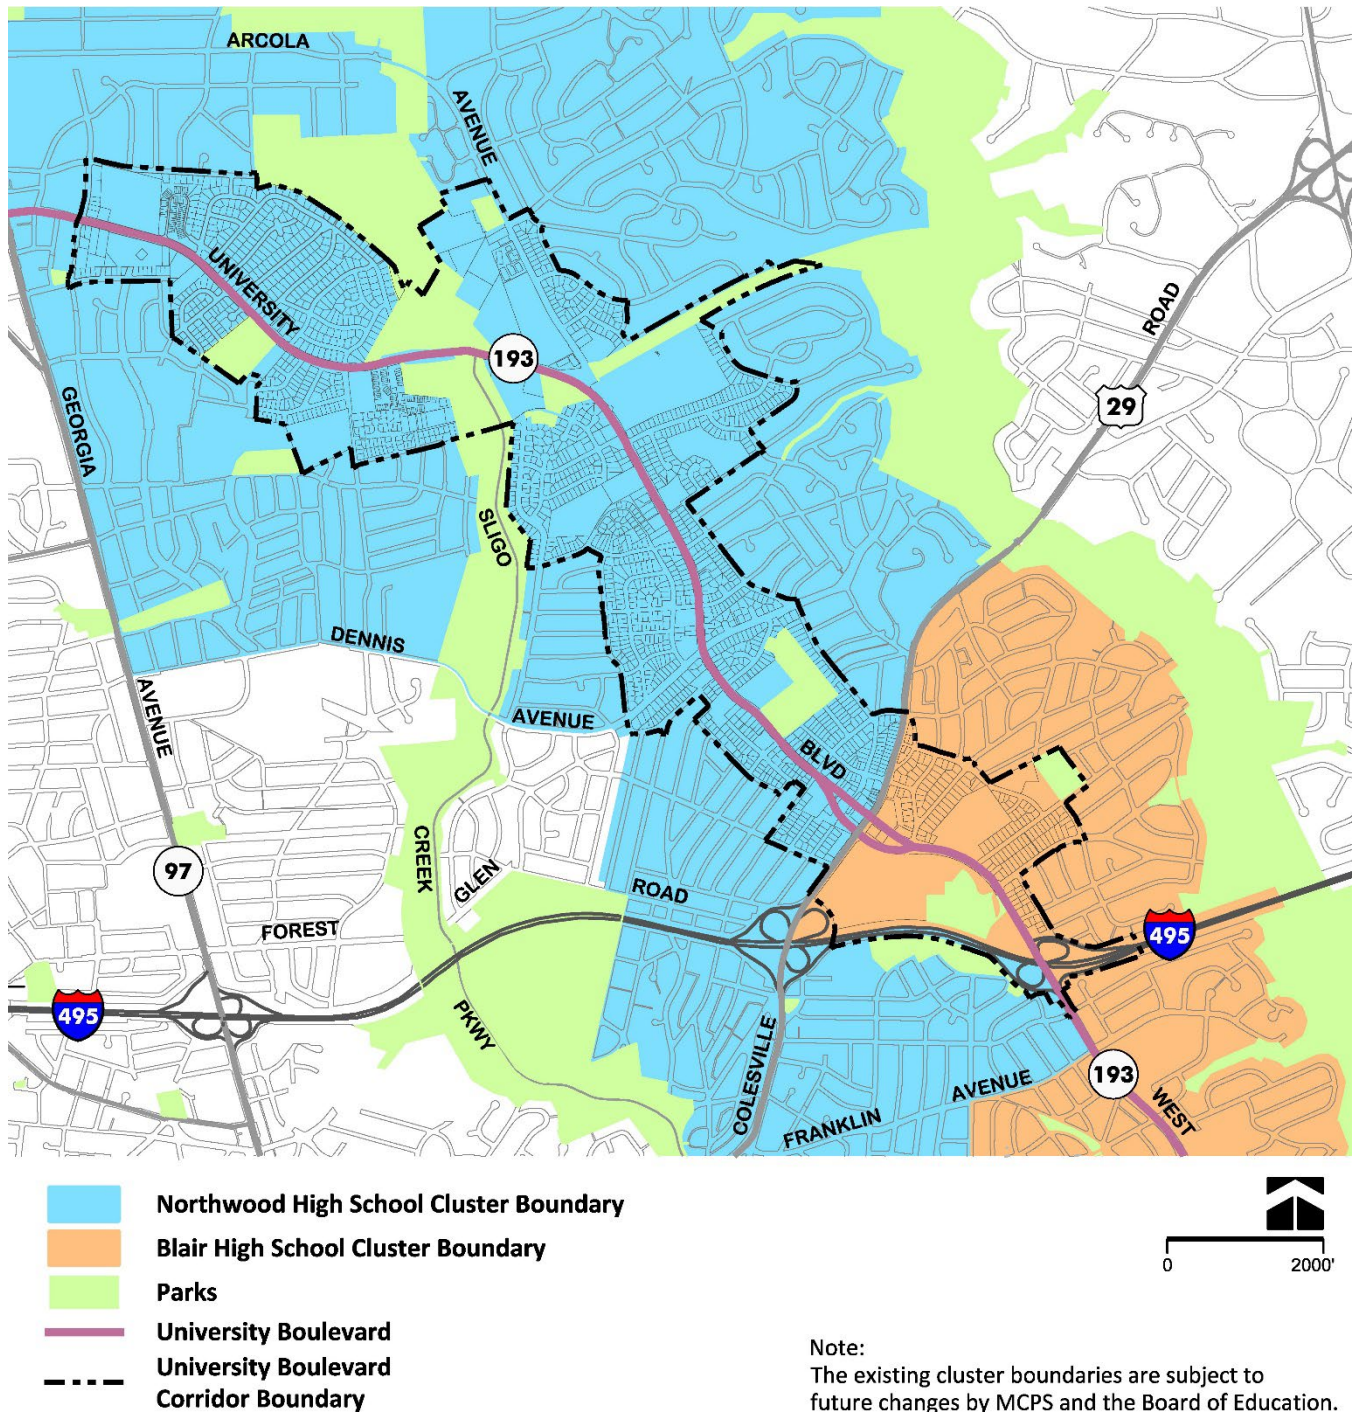 ARCOLA
AVENUE
UNIVERSITY
193
ROAD
29
GEORGIA
SLIGO
DENNIS
AVENUE
AVENUE
BLVD
CREEK
GLEN
ROAD
97
FOREST
495
495
PKWY
COLESVILLE
193
AVENUE
FRANKLIN
WEST
Northwood High School Cluster Boundary
Blair High School Cluster Boundary
Parks
University Boulevard
University Boulevard
Corridor Boundary
0 2000'
Note:
The existing cluster boundaries are subject to
future changes by MCPS and the Board of Education.